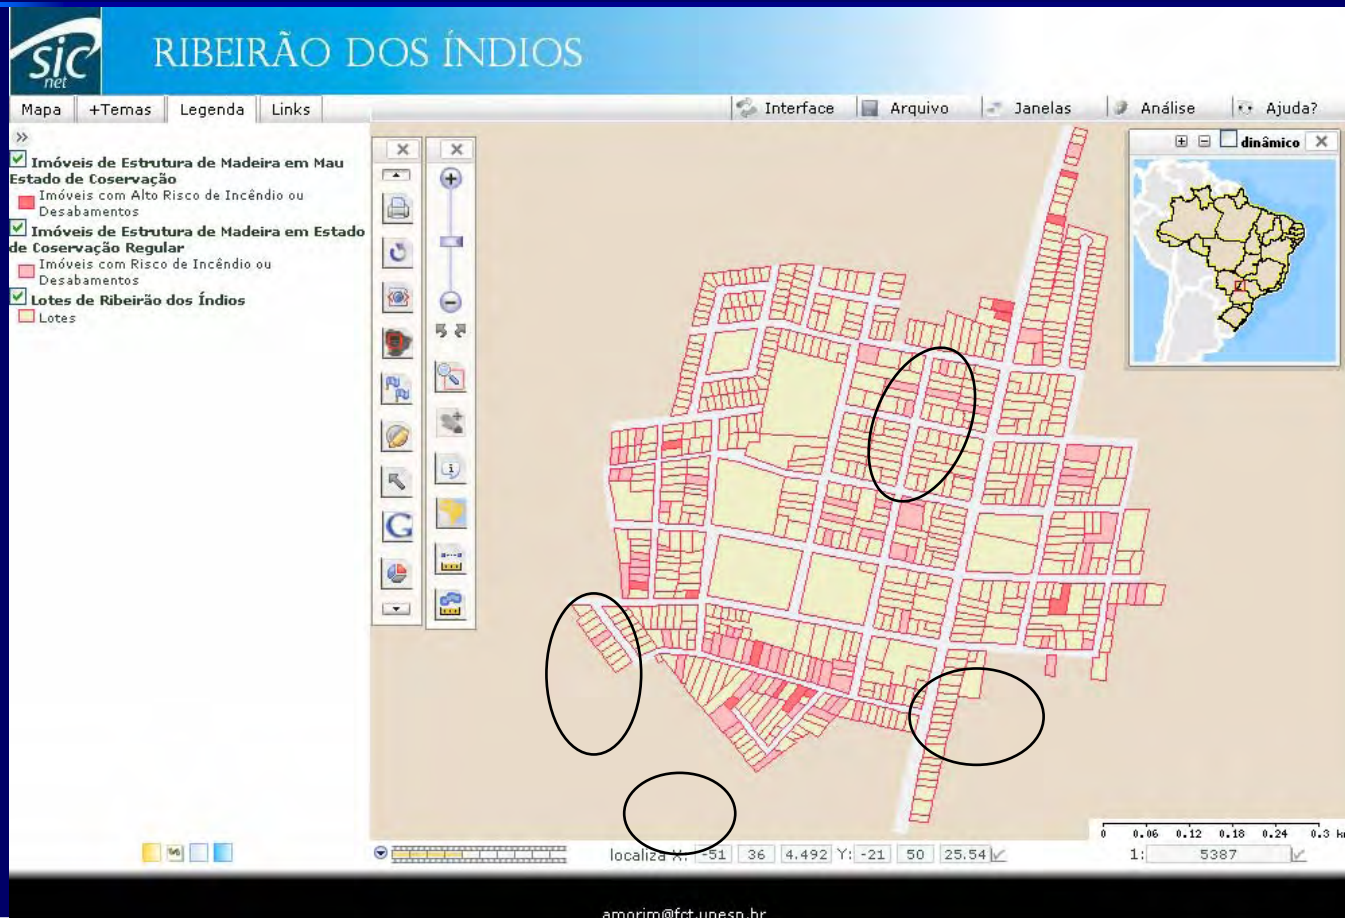 sic
net
RIBEIRÃO DOS ÍNDIOS
Mapa +Temas Legenda Links
Interface Arquivo Janelas Análise Ajuda?
Imóveis de Estrutura de Madeira em Mau
Estado de Coservação
Imóveis com Alto Risco de Incêndio ou
Desabamentos
Imóveis de Estrutura de Madeira em Estado
de Coservação Regular
Imóveis com Risco de Incêndio ou
Desabamentos
Lotes de Ribeirão dos Índios
Lotes
dinâmico
G
0 0.06 0.12 0.18 0.24 0.3 km
localiza X: -51 36 4.492 Y: -21 50 25.54
1: 5387
amorim@fct.unesp.br